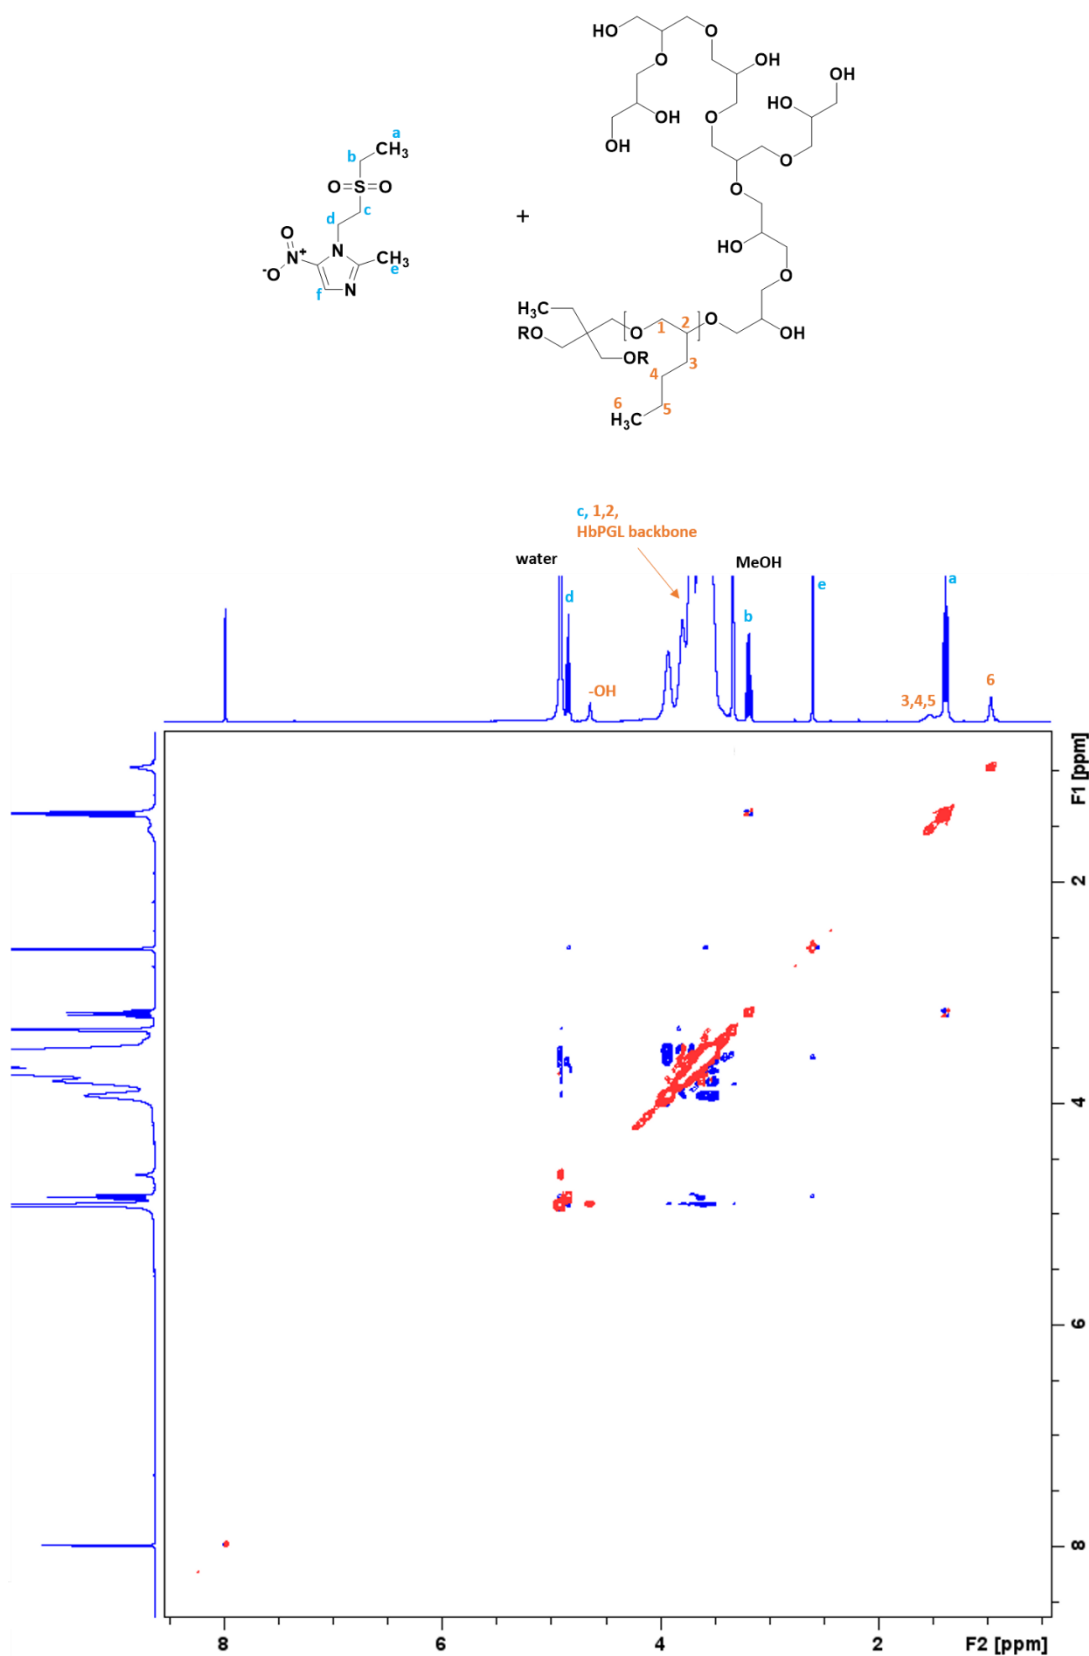 HO
O
O
OH
OH
HO
OH
OH
O
O
O
HO
O
OH
a
CH3
b
O=S=O
c
d
+
O
N+
-O
N
CH3
e
f
N
H3C
RO
OR
O
1
2
O
3
4
5
6
H3C
c, 1,2,
HbPGL backbone
water
MeOH
d
b
e
a
-OH
3,4,5
6
F1 [ppm]
2
4
6
8
8
6
4
2
F2 [ppm]